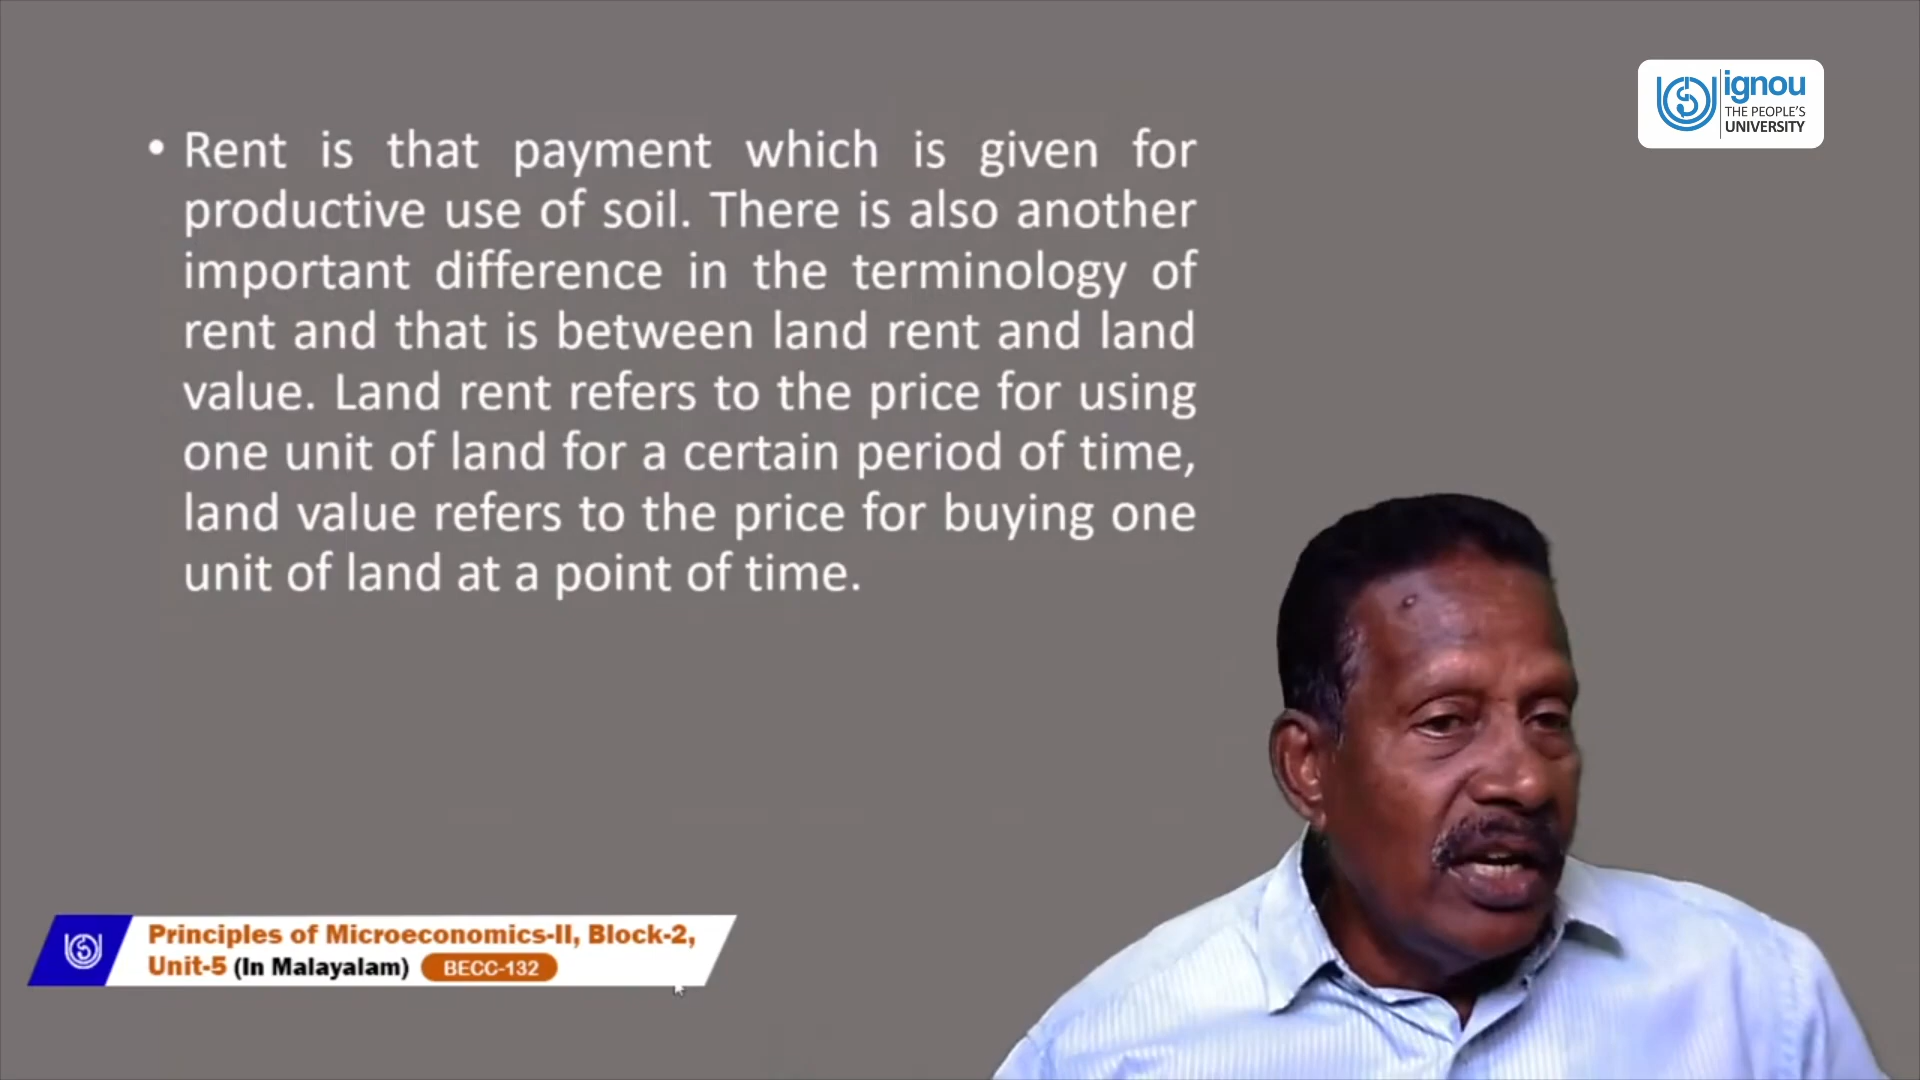 ignou
THE PEOPLE'S
UNIVERSITY
• Rent is that payment which is given for
productive use of soil. There is also another
important difference in the terminology of
rent and that is between land rent and land
value. Land rent refers to the price for using
one unit of land for a certain period of time,
land value refers to the price for buying one
unit of land at a point of time.
Principles of Microeconomics-II, Block-2,
Unit-5 (In Malayalam) BECC-132